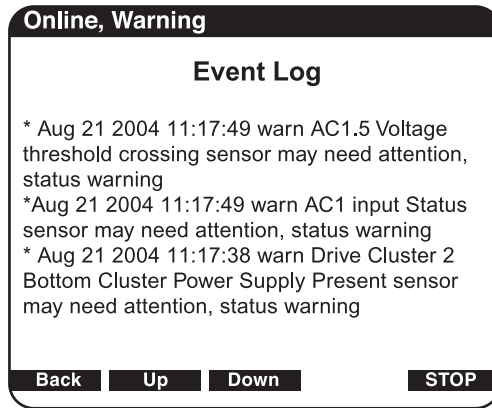 Online, Warning
Event Log
* Aug 21 2004 11:17:49 warn AC1.5 Voltage
threshold crossing sensor may need attention,
status warning
*Aug 21 2004 11:17:49 warn AC1 input Status
sensor may need attention, status warning
* Aug 21 2004 11:17:38 warn Drive Cluster 2
Bottom Cluster Power Supply Present sensor
may need attention, status warning
Back Up Down STOP